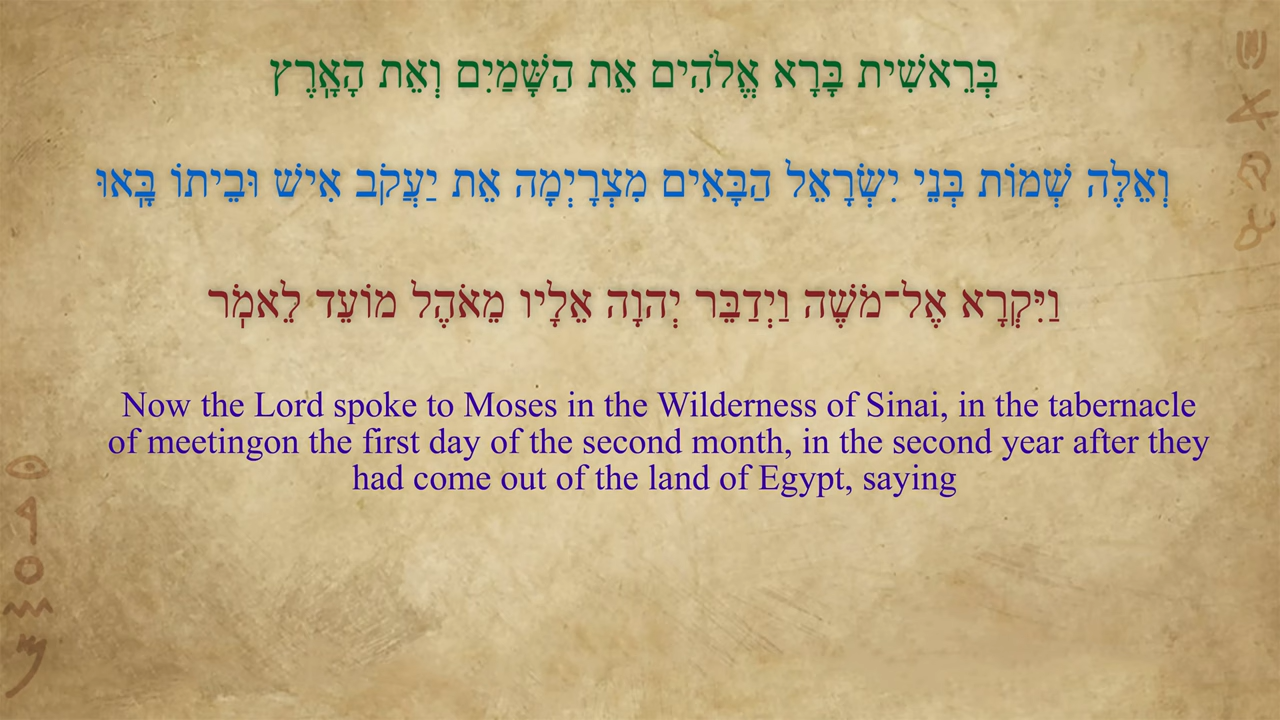 בְּרֵאשִׁית בָּרָא אֱלֹהִים אֵת הַשָּׁמַיִם וְאֵת הָאָֽרֶץ
וְאֵלֶּה שְׁמוֹת בְּנֵי יִשְׂרָאֵל הַבָּאִים מִצְרָיְמָה אֵת יַעֲקֹב אִישׁ וּבֵיתוֹ בָּֽאוּ
וַיִּקְרָא אֶל־מֹשֶׁה וַיְדַבֵּר יְהוָה אֵלָיו מֵאֹהֶל מוֹעֵד לֵאמֹֽר
Now the Lord spoke to Moses in the Wilderness of Sinai, in the tabernacle
of meetingon the first day of the second month, in the second year after they
had come out of the land of Egypt, saying